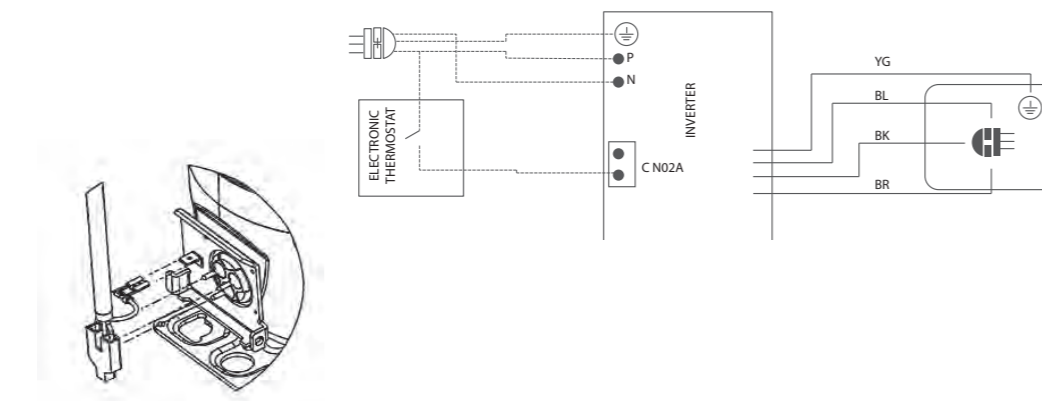 P
N
ELECTRONIC
THERMOSTAT
C N02A
INVERTER
YG
BL
BK
BR